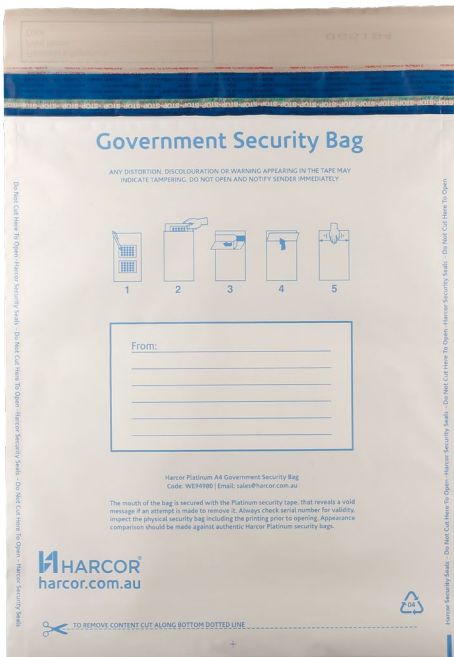 Government Security Bag
ANY DISTORTION, DISCOLOURATION OR WARNING APPEARING IN THE TAPE MAY
INDICATE TAMPERING. DO NOT OPEN AND NOTIFY SENDER IMMEDIATELY
1 2 3 4 5
From:
Harcor Platinum A4 Government Security Bag
Code: WE94980 | Email: sales@harcor.com.au
The mouth of the bag is secured with the Platinum security tape, that reveals a void
message if an attempt is made to remove it. Always check serial number for validity,
inspect the physical security bag including the printing prior to opening. Appearance
comparison should be made against authentic Harcor Platinum security bags.
HARCOR®
harcor.com.au
04
TO REMOVE CONTENT CUT ALONG BOTTOM DOTTED LINE
Do Not Cut Here To Open - Harcor Security Seals - Do Not Cut Here To Open - Harcor Security Seals - Do Not Cut Here To Open - Harcor Security Seals
Harcor Security Seals - Do Not Cut Here To Open - Harcor Security Seals - Do Not Cut Here To Open - Harcor Security Seals - Do Not Cut Here To Open